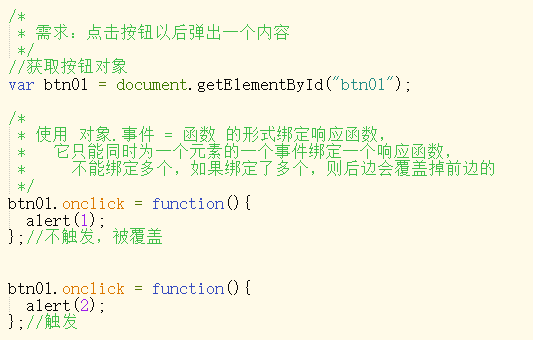 /*
 * 需求：点击按钮以后弹出一个内容
 */
//获取按钮对象
var btn01 = document.getElementById("btn01");
/*
 * 使用 对象.事件 = 函数 的形式绑定响应函数，
 *   它只能同时为一个元素的一个事件绑定一个响应函数，
 *     不能绑定多个，如果绑定了多个，则后边会覆盖掉前边的
 */
btn01.onclick = function(){
  alert(1);
};//不触发，被覆盖
btn01.onclick = function(){
  alert(2);
};//触发